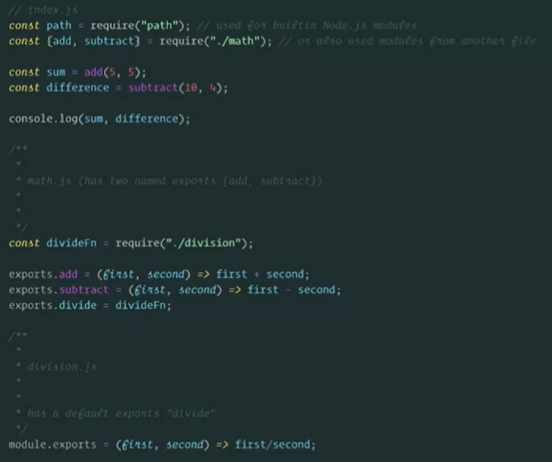 // index.js
const path = require("path"); // used for builtin Node.js modules
const {add, subtract} = require("./math"); // or also used modules from another file
const sum = add(5, 5);
const difference = subtract(10, 4);
console.log(sum, difference);
/**
*
* math.js (has two named exports {add, subtract})
*
*
*/
const divideFn = require("./division");
exports.add = (first, second) => first + second;
exports.subtract = (first, second) => first - second;
exports.divide = divideFn;
/**
*
* division.js
*
*
* has a default exports "divide"
*/
module.exports = (first, second) => first/second;